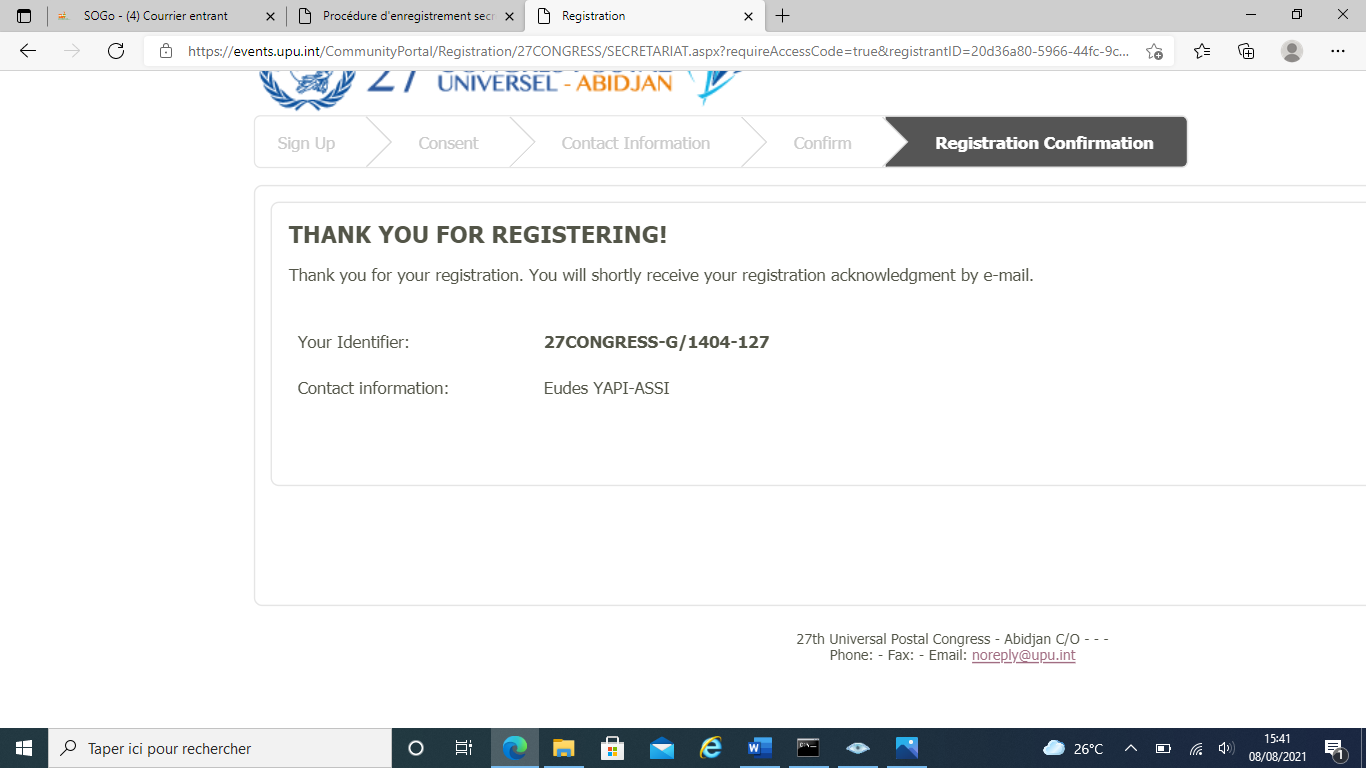 SOGo - (4) Courrier entrant
Procédure d'enregistrement secr
Registration
https://events.upu.int/CommunityPortal/Registration/27CONGRESS/SECRETARIAT.aspx?requireAccessCode=true&registrantID=20d36a80-5966-44fc-9c...
27 CONGRÈS POSTAL
UNIVERSEL - ABIDJAN
Sign Up
Consent
Contact Information
Confirm
Registration Confirmation
THANK YOU FOR REGISTERING!
Thank you for your registration. You will shortly receive your registration acknowledgment by e-mail.
Your Identifier: 27CONGRESS-G/1404-127
Contact information: Eudes YAPI-ASSI
27th Universal Postal Congress - Abidjan C/O - - -
Phone: - Fax: - Email: noreply@upu.int
Taper ici pour rechercher
26°C
15:41
08/08/2021
1